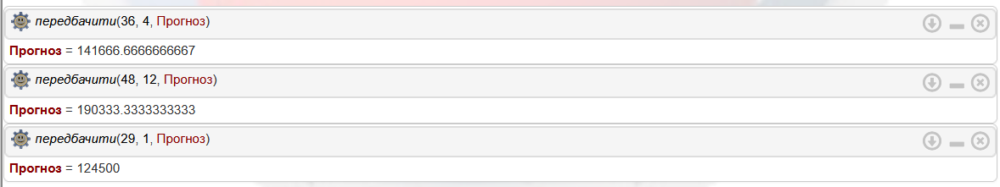 передбачити(36, 4, Прогноз)
Прогноз = 141666.6666666667
передбачити(48, 12, Прогноз)
Прогноз = 190333.3333333333
передбачити(29, 1, Прогноз)
Прогноз = 124500